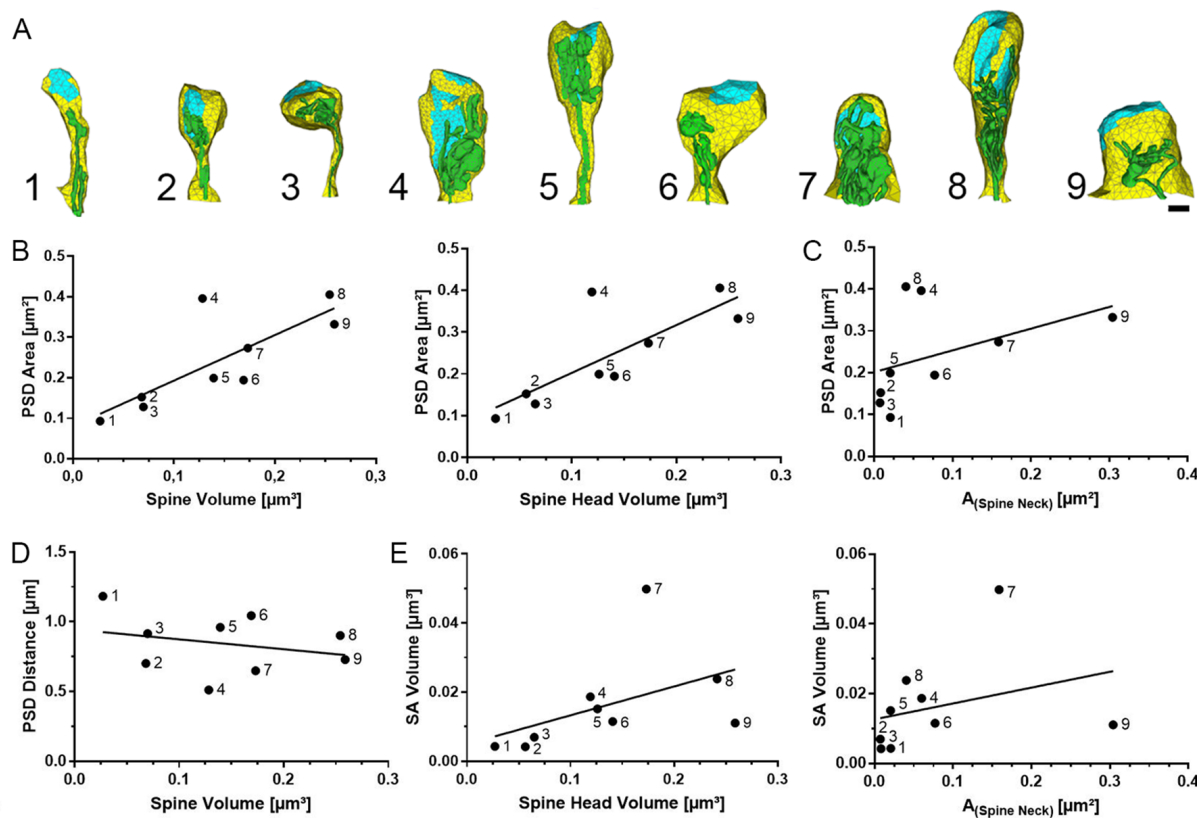 A
1 2 3 4 5 6 7 8 9
B
PSD Area [µm²]
0.5
0.4
0.3
0.2
0.1
0.0
0,0 0,1 0,2 0,3
Spine Volume [µm³]
1 2 3 4 5 6 7 8 9
PSD Area [µm²]
0.5
0.4
0.3
0.2
0.1
0.0
0.0 0.1 0.2 0.3
Spine Head Volume [µm³]
1 2 3 4 5 6 7 8 9
C
PSD Area [µm²]
0.5
0.4
0.3
0.2
0.1
0.0
0.0 0.1 0.2 0.3 0.4
A(Spine Neck) [µm²]
1 2 3 4 5 6 7 8 9
D
PSD Distance [µm]
1.5
1.0
0.5
0.0
0.0 0.1 0.2 0.3
Spine Volume [µm³]
1 2 3 4 5 6 7 8 9
E
SA Volume [µm³]
0.06
0.04
0.02
0.00
0.0 0.1 0.2 0.3
Spine Head Volume [µm³]
1 2 3 4 5 6 7 8 9
SA Volume [µm³]
0.06
0.04
0.02
0.00
0.0 0.1 0.2 0.3 0.4
A(Spine Neck) [µm²]
1 2 3 4 5 6 7 8 9